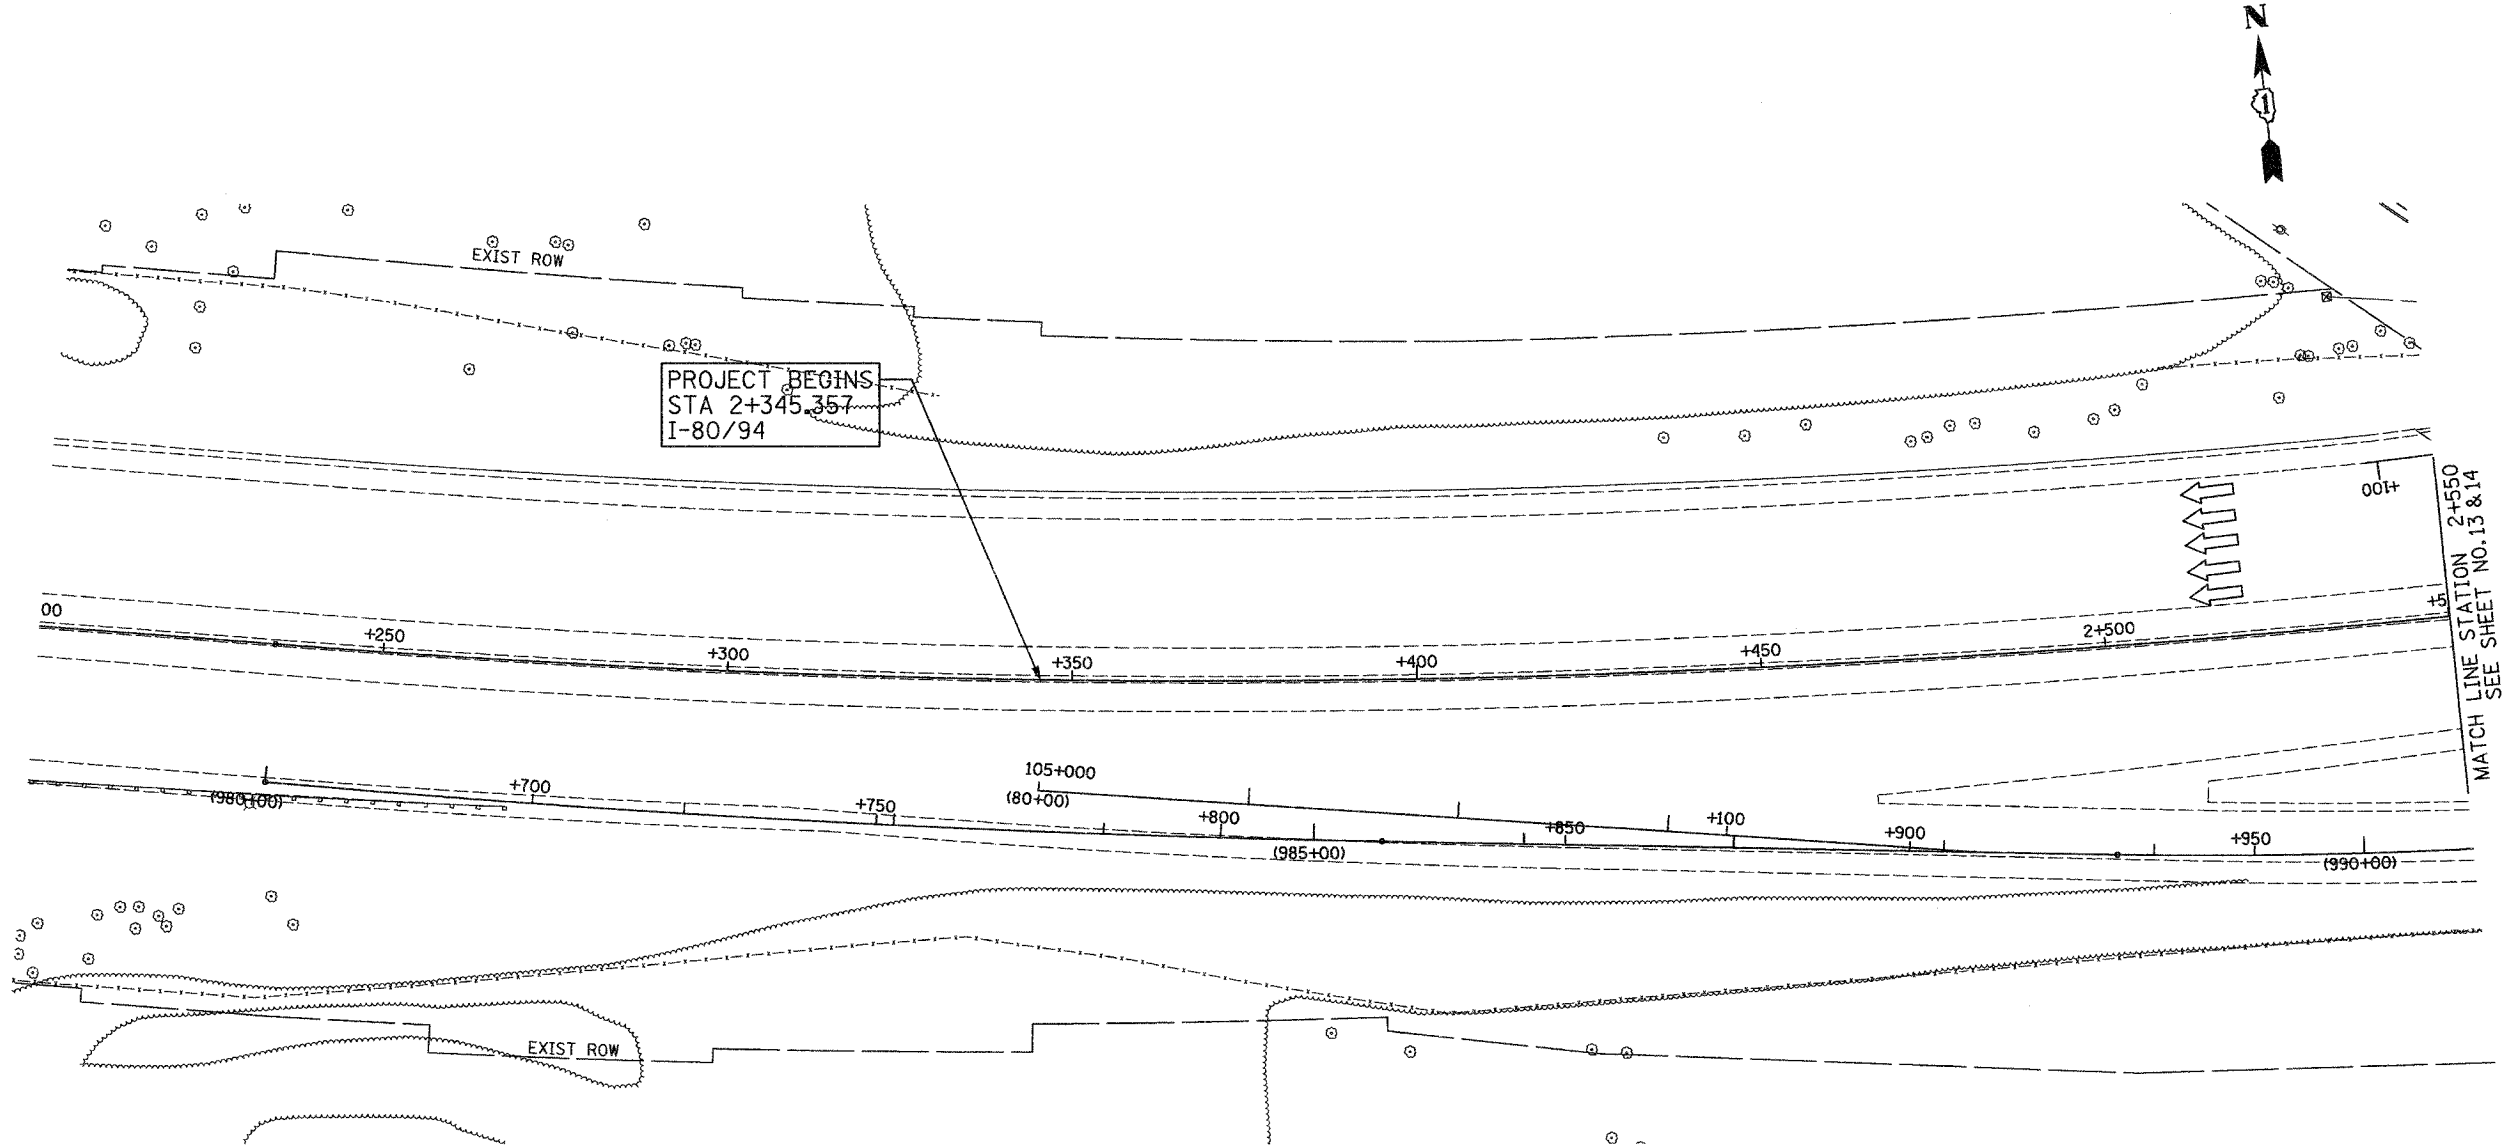 N
1
EXIST ROW
PROJECT BEGINS
STA 2+345.357
I-80/94
+100
MATCH LINE STATION 2+550
SEE SHEET NO. 13 & 14
00
+250
+300
+350
+400
+450
2+500
+5
105+000
(80+00)
(980+00)
+700
+750
+800
(985+00)
+850
+100
+900
+950
(990+00)
EXIST ROW